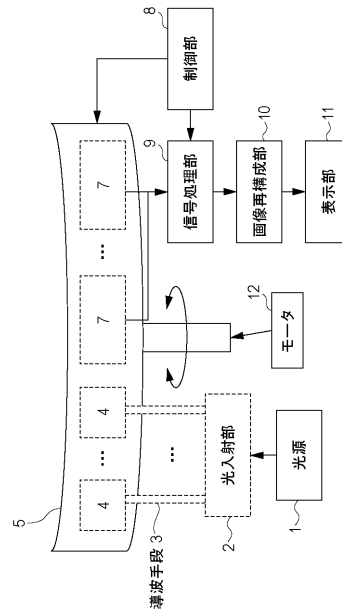 8
制御部
5
7
…
7
4
…
4
9
信号処理部
10
画像再構成部
11
表示部
12
モータ
…
導波手段 3
光入射部
2
光源
1